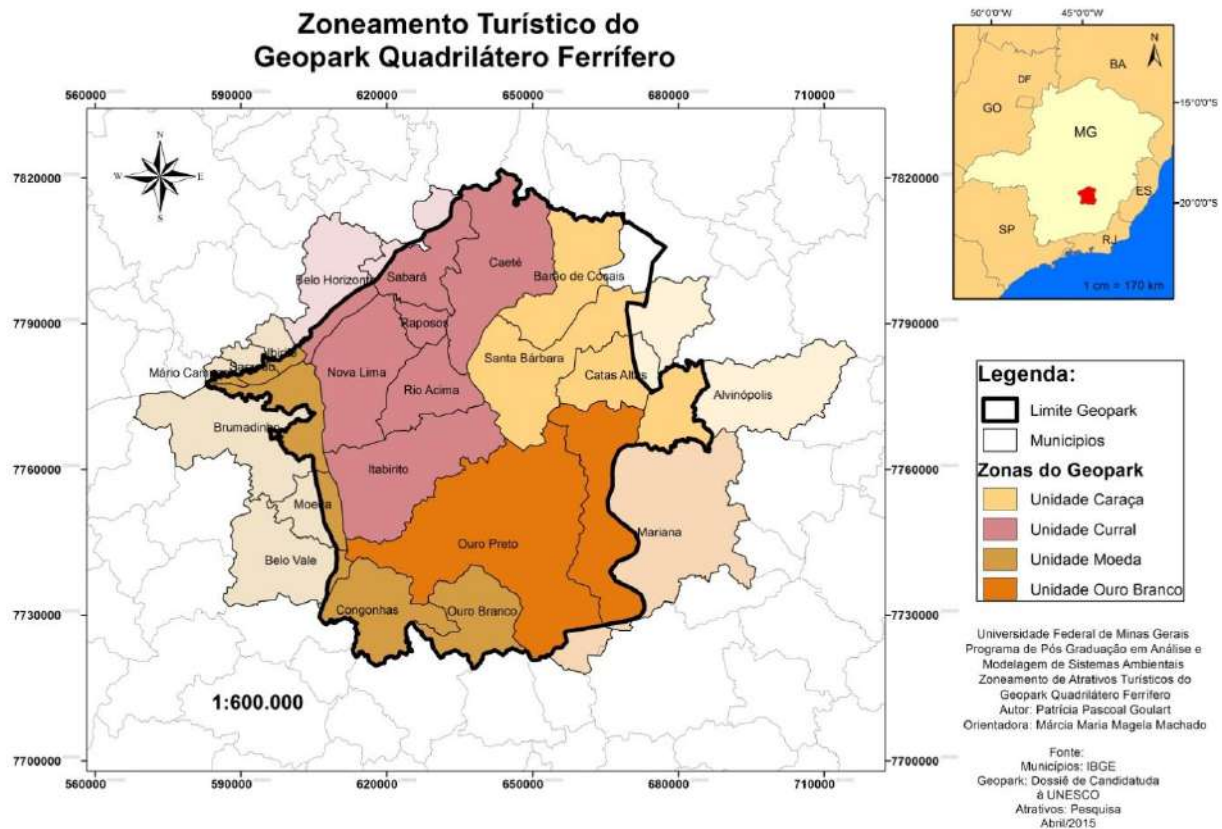 Zoneamento Turístico do
Geopark Quadrilátero Ferrífero
560000 590000 620000 650000 680000 710000
7820000
7790000
7760000
7730000
7700000
N
W E
S
Belo Horizonte
Sabará
Caeté
Barão de Cocais
Raposos
Nova Lima
Rio Acima
Santa Bárbara
Catas Altas
Alvinópolis
Brumadinho
Itabirito
Moeda
Belo Vale
Ouro Preto
Mariana
Congonhas
Ouro Branco
1:600.000
560000 590000 620000 650000 680000 710000
7820000
7790000
7760000
7730000
7700000
50°0'0"W 45°0'0"W
N
BA
DF
GO
MG
ES
SP
RJ
15°0'0"S
20°0'0"S
1 cm = 170 km
Legenda:
Limite Geopark
Municipios
Zonas do Geopark
Unidade Caraça
Unidade Curral
Unidade Moeda
Unidade Ouro Branco
Universidade Federal de Minas Gerais
Programa de Pós Graduação em Análise e
Modelagem de Sistemas Ambientais
Zoneamento de Atrativos Turísticos do
Geopark Quadrilátero Ferrífero
Autor: Patrícia Pascoal Goulart
Orientadora: Márcia Maria Magela Machado
Fonte:
Municípios: IBGE
Geopark: Dossiê de Candidatuda
à UNESCO
Atrativos: Pesquisa
Abril/2015